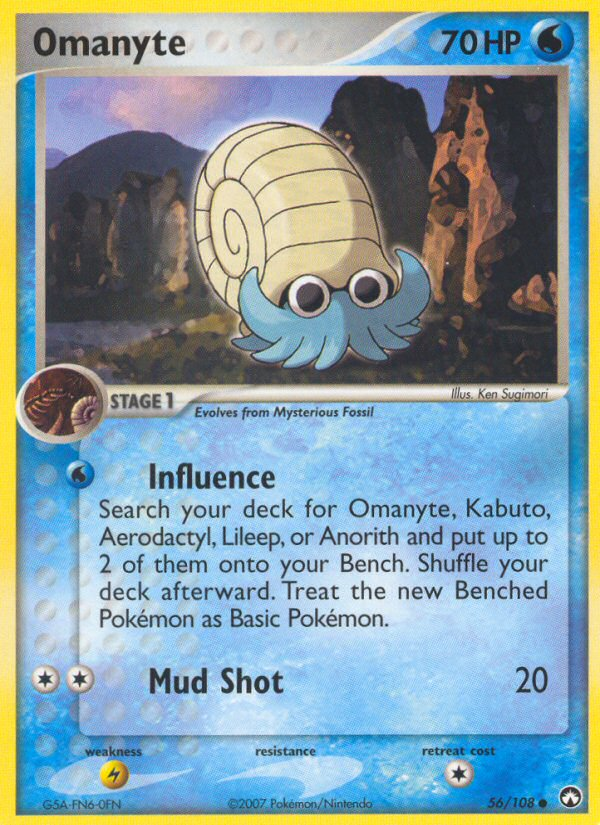 Omanyte 70 HP
Illus. Ken Sugimori
STAGE 1
Evolves from Mysterious Fossil
Influence
Search your deck for Omanyte, Kabuto,
Aerodactyl, Lileep, or Anorith and put up to
2 of them onto your Bench. Shuffle your
deck afterward. Treat the new Benched
Pokémon as Basic Pokémon.
Mud Shot 20
weakness resistance retreat cost
G5A-FN6-0FN ©2007 Pokémon/Nintendo 56/108